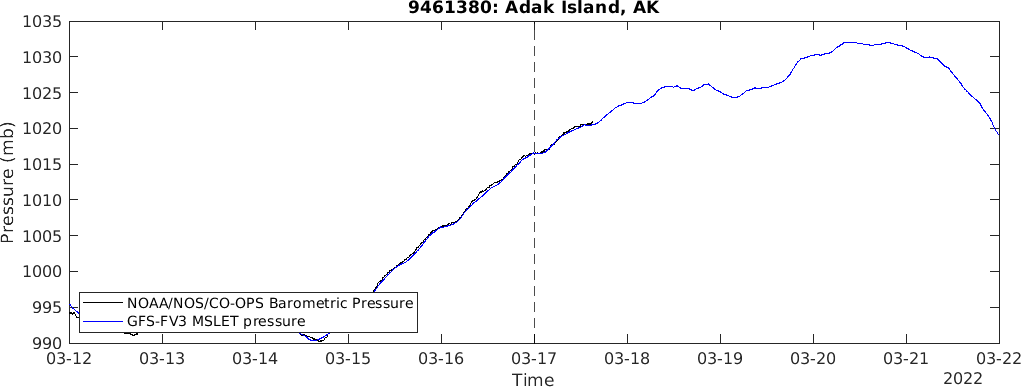 9461380: Adak Island, AK
Pressure (mb)
1035
1030
1025
1020
1015
1010
1005
1000
995
990
NOAA/NOS/CO-OPS Barometric Pressure
GFS-FV3 MSLET pressure
03-12 03-13 03-14 03-15 03-16 03-17 03-18 03-19 03-20 03-21 03-22
Time
2022